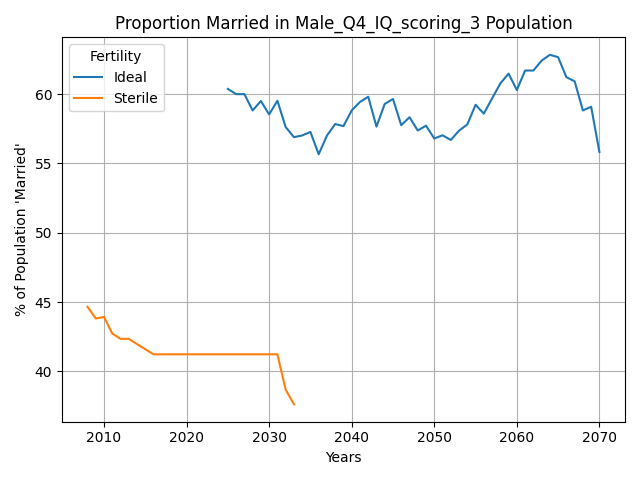 Proportion Married in Male_Q4_IQ_scoring_3 Population
Fertility
Ideal
Sterile
% of Population 'Married'
60
55
50
45
40
2010 2020 2030 2040 2050 2060 2070
Years